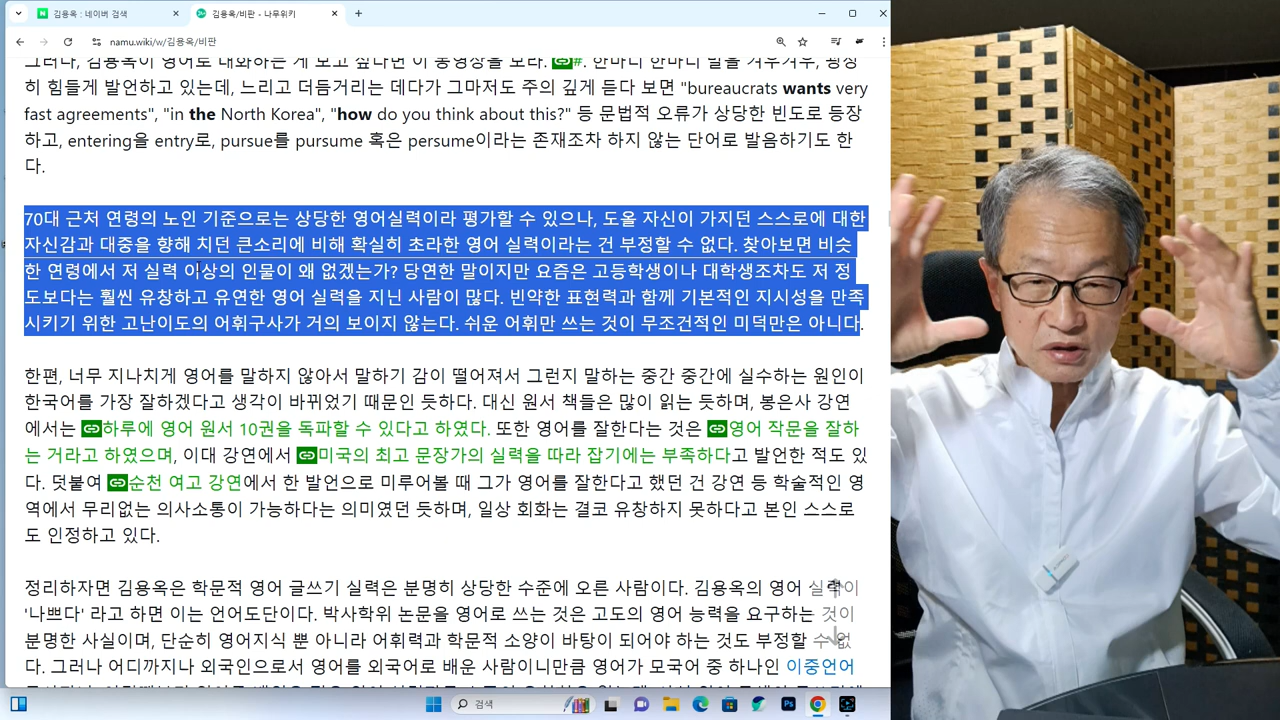 김용옥 : 네이버 검색
김용옥/비판 - 나무위키
namu.wiki/w/김용옥/비판
그러나, 김용옥이 영어로 대화하는 게 보고 싶다면 이 동영상을 보라. #. 한마디 한마디 말을 겨우겨우, 굉장
히 힘들게 발언하고 있는데, 느리고 더듬거리는 데다가 그마저도 주의 깊게 듣다 보면 "bureaucrats wants very
fast agreements", "in the North Korea", "how do you think about this?" 등 문법적 오류가 상당한 빈도로 등장
하고, entering을 entry로, pursue를 pursume 혹은 persume이라는 존재조차 하지 않는 단어로 발음하기도 한
다.
70대 근처 연령의 노인 기준으로는 상당한 영어실력이라 평가할 수 있으나, 도올 자신이 가지던 스스로에 대한
자신감과 대중을 향해 치던 큰소리에 비해 확실히 초라한 영어 실력이라는 건 부정할 수 없다. 찾아보면 비슷
한 연령에서 저 실력 이상의 인물이 왜 없겠는가? 당연한 말이지만 요즘은 고등학생이나 대학생조차도 저 정
도보다는 훨씬 유창하고 유연한 영어 실력을 지닌 사람이 많다. 빈약한 표현력과 함께 기본적인 지시성을 만족
시키기 위한 고난이도의 어휘구사가 거의 보이지 않는다. 쉬운 어휘만 쓰는 것이 무조건적인 미덕만은 아니다.
한편, 너무 지나치게 영어를 말하지 않아서 말하기 감이 떨어져서 그런지 말하는 중간 중간에 실수하는 원인이
한국어를 가장 잘하겠다고 생각이 바뀌었기 때문인 듯하다. 대신 원서 책들은 많이 읽는 듯하며, 봉은사 강연
에서는 하루에 영어 원서 10권을 독파할 수 있다고 하였다. 또한 영어를 잘한다는 것은 영어 작문을 잘하
는 거라고 하였으며, 이대 강연에서 미국의 최고 문장가의 실력을 따라 잡기에는 부족하다고 발언한 적도 있
다. 덧붙여 순천 여고 강연에서 한 발언으로 미루어볼 때 그가 영어를 잘한다고 했던 건 강연 등 학술적인 영
역에서 무리없는 의사소통이 가능하다는 의미였던 듯하며, 일상 회화는 결코 유창하지 못하다고 본인 스스로
도 인정하고 있다.
정리하자면 김용옥은 학문적 영어 글쓰기 실력은 분명히 상당한 수준에 오른 사람이다. 김용옥의 영어 실력이
'나쁘다' 라고 하면 이는 언어도단이다. 박사학위 논문을 영어로 쓰는 것은 고도의 영어 능력을 요구하는 것이
분명한 사실이며, 단순히 영어지식 뿐 아니라 어휘력과 학문적 소양이 바탕이 되어야 하는 것도 부정할 수 없
다. 그러나 어디까지나 외국인으로서 영어를 외국어로 배운 사람이니만큼 영어가 모국어 중 하나인 이중언어
검색